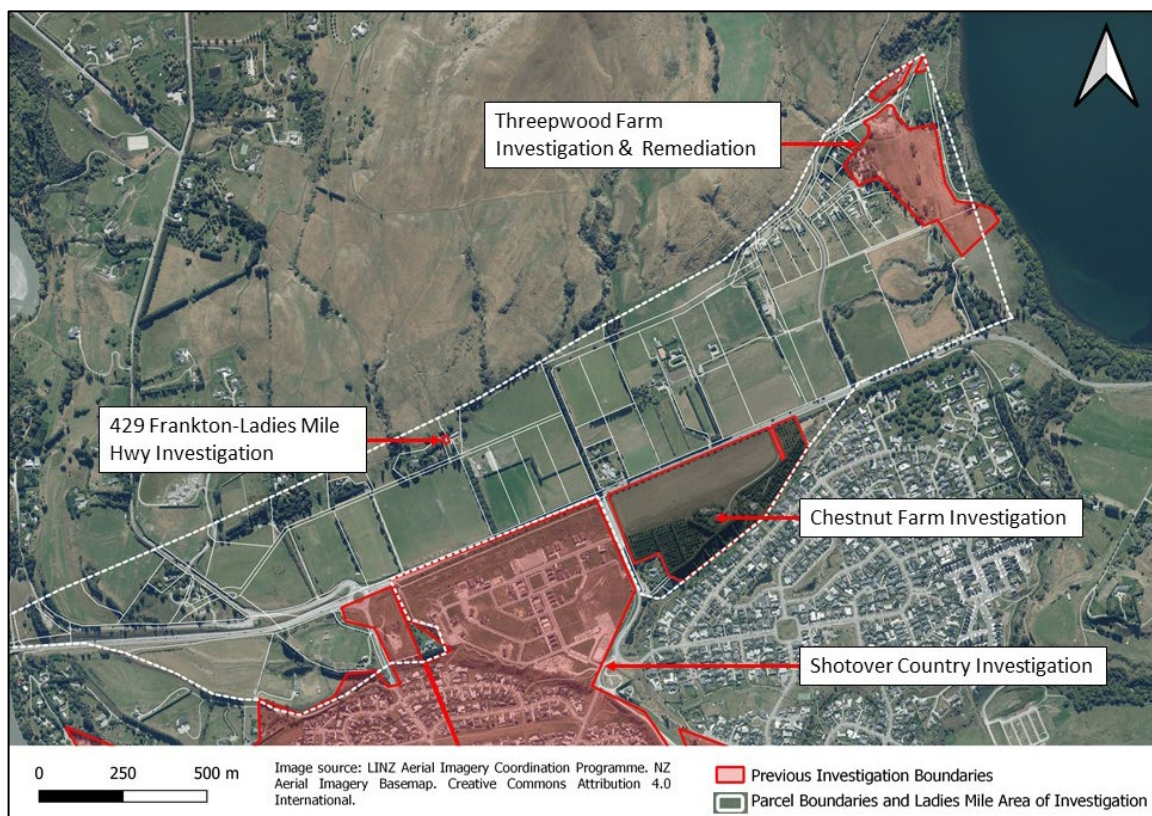 Threepwood Farm
Investigation & Remediation
429 Frankton-Ladies Mile
Hwy Investigation
Chestnut Farm Investigation
Shotover Country Investigation
0 250 500 m
Image source: LINZ Aerial Imagery Coordination Programme. NZ
Aerial Imagery Basemap. Creative Commons Attribution 4.0
International.
Previous Investigation Boundaries
Parcel Boundaries and Ladies Mile Area of Investigation